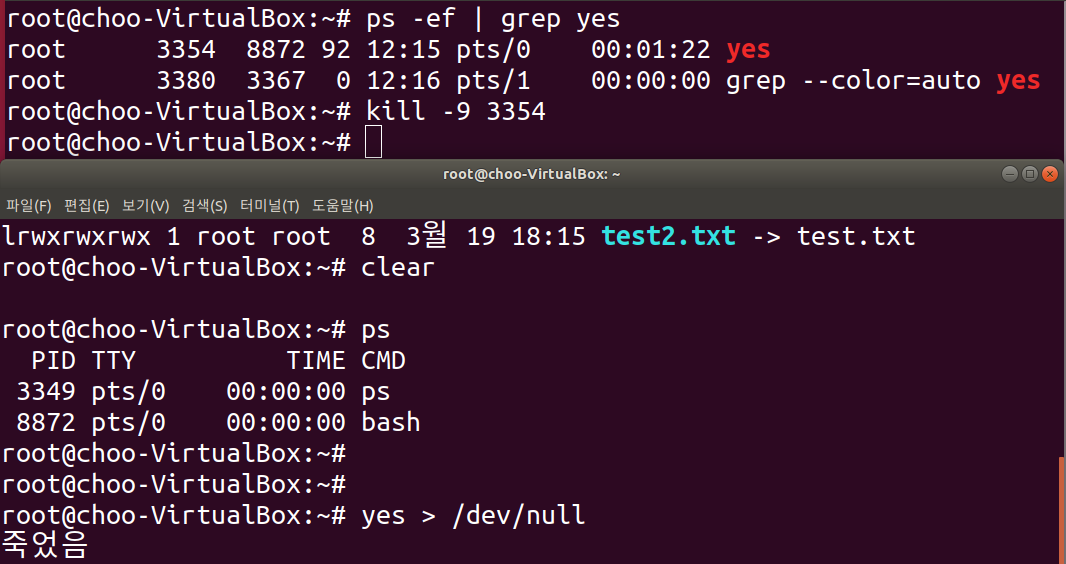 root@choo-VirtualBox:~# ps -ef | grep yes
root      3354  8872 92 12:15 pts/0    00:01:22 yes
root      3380  3367  0 12:16 pts/1    00:00:00 grep --color=auto yes
root@choo-VirtualBox:~# kill -9 3354
root@choo-VirtualBox:~#
root@choo-VirtualBox: ~
파일(F) 편집(E) 보기(V) 검색(S) 터미널(T) 도움말(H)
lrwxrwxrwx 1 root root  8  3월 19 18:15 test2.txt -> test.txt
root@choo-VirtualBox:~# clear
root@choo-VirtualBox:~# ps
  PID TTY          TIME CMD
 3349 pts/0    00:00:00 ps
 8872 pts/0    00:00:00 bash
root@choo-VirtualBox:~#
root@choo-VirtualBox:~#
root@choo-VirtualBox:~# yes > /dev/null
죽었음